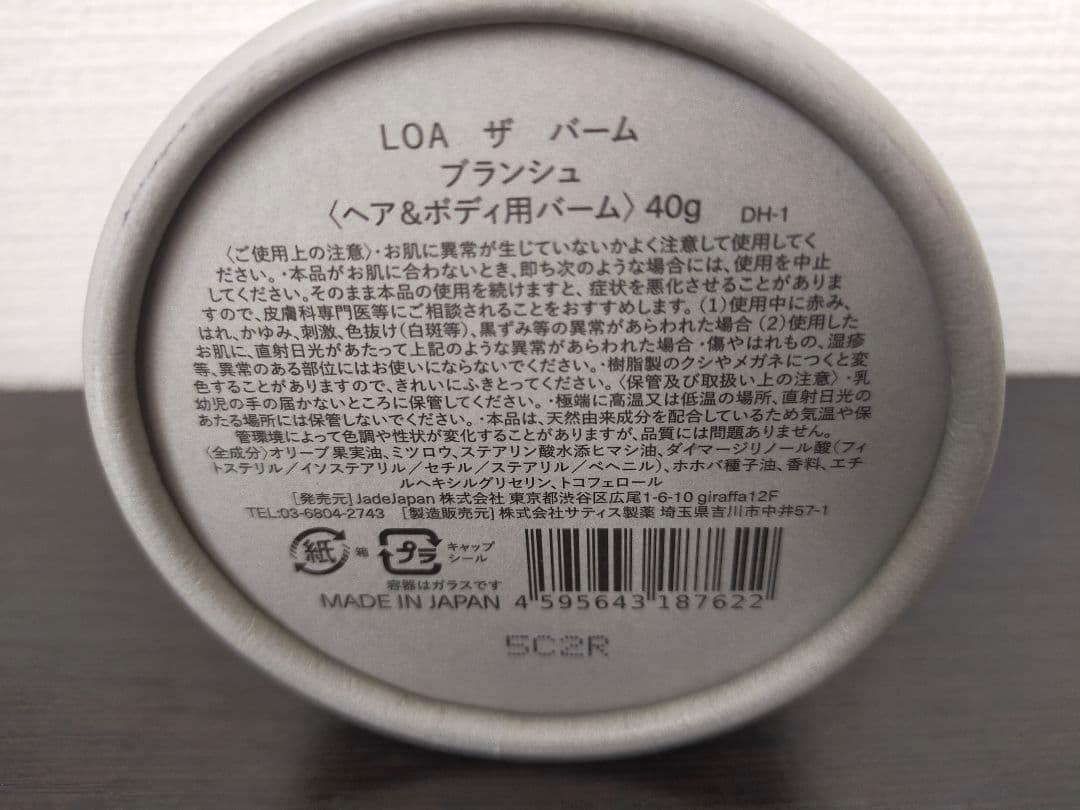 LOA ザ バーム
ブランシュ
〈ヘア&ボディ用バーム〉40g DH-1
〈ご使用上の注意〉・お肌に異常が生じていないかよく注意して使用してく
ださい。・本品がお肌に合わないとき、即ち次のような場合には、使用を中止
してください。そのまま本品の使用を続けますと、症状を悪化させることがありま
すので、皮膚科専門医等にご相談されることをおすすめします。(1)使用中に赤み、
はれ、かゆみ、刺激、色抜け(白斑等)、黒ずみ等の異常があらわれた場合(2)使用した
お肌に、直射日光があたって上記のような異常があらわれた場合・傷やはれもの、湿疹
等、異常のある部位にはお使いにならないでください。・樹脂製のクシやメガネにつくと変
色することがありますので、きれいにふきとってください。〈保管及び取扱い上の注意〉・乳
幼児の手の届かないところに保管してください。・極端に高温又は低温の場所、直射日光の
あたる場所には保管しないでください。・本品は、天然由来成分を配合しているため気温や保
管環境によって色調や性状が変化することがありますが、品質には問題ありません。
〈全成分〉オリーブ果実油、ミツロウ、ステアリン酸水添ヒマシ油、ダイマージリノール酸(フィ
トステリル/イソステアリル/セチル/ステアリル/ベヘニル)、ホホバ種子油、香料、エチ
ルヘキシルグリセリン、トコフェロール
[発売元]JadeJapan 株式会社 東京都渋谷区広尾1-6-10 giraffa12F
TEL:03-6804-2743 [製造販売元]株式会社サティス製薬 埼玉県吉川市中井57-1
紙 箱 プラ キャップ
シール
容器はガラスです
MADE IN JAPAN 4 595643 187622
5C2R